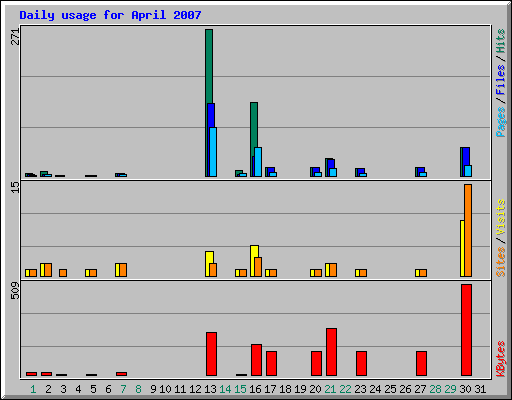 Daily usage for April 2007
271
Pages / Files / Hits
15
Sites / Visits
509
KBytes
1 2 3 4 5 6 7 8 9 10 11 12 13 14 15 16 17 18 19 20 21 22 23 24 25 26 27 28 29 30 31